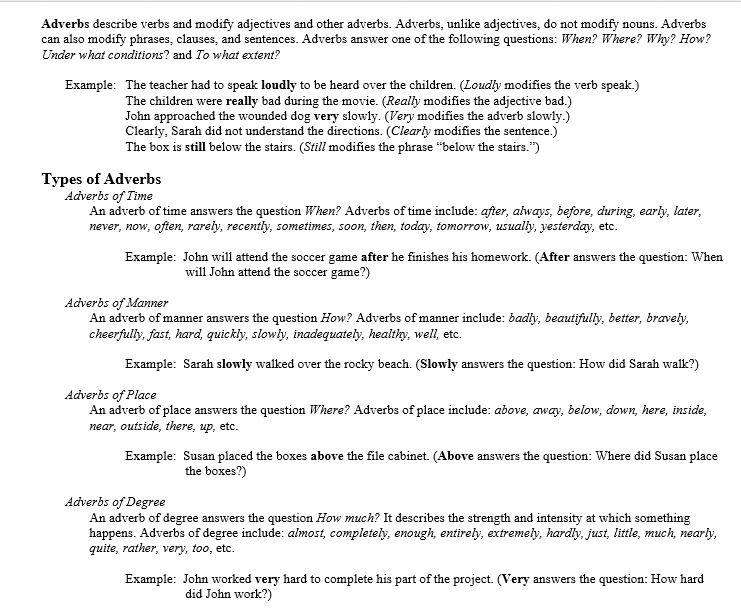 Adverbs describe verbs and modify adjectives and other adverbs. Adverbs, unlike adjectives, do not modify nouns. Adverbs
can also modify phrases, clauses, and sentences. Adverbs answer one of the following questions: When? Where? Why? How?
Under what conditions? and To what extent?
Example: The teacher had to speak loudly to be heard over the children. (Loudly modifies the verb speak.)
The children were really bad during the movie. (Really modifies the adjective bad.)
John approached the wounded dog very slowly. (Very modifies the adverb slowly.)
Clearly, Sarah did not understand the directions. (Clearly modifies the sentence.)
The box is still below the stairs. (Still modifies the phrase “below the stairs.”)
Types of Adverbs
Adverbs of Time
An adverb of time answers the question When? Adverbs of time include: after, always, before, during, early, later,
never, now, often, rarely, recently, sometimes, soon, then, today, tomorrow, usually, yesterday, etc.
Example: John will attend the soccer game after he finishes his homework. (After answers the question: When
will John attend the soccer game?)
Adverbs of Manner
An adverb of manner answers the question How? Adverbs of manner include: badly, beautifully, better, bravely,
cheerfully, fast, hard, quickly, slowly, inadequately, healthy, well, etc.
Example: Sarah slowly walked over the rocky beach. (Slowly answers the question: How did Sarah walk?)
Adverbs of Place
An adverb of place answers the question Where? Adverbs of place include: above, away, below, down, here, inside,
near, outside, there, up, etc.
Example: Susan placed the boxes above the file cabinet. (Above answers the question: Where did Susan place
the boxes?)
Adverbs of Degree
An adverb of degree answers the question How much? It describes the strength and intensity at which something
happens. Adverbs of degree include: almost, completely, enough, entirely, extremely, hardly, just, little, much, nearly,
quite, rather, very, too, etc.
Example: John worked very hard to complete his part of the project. (Very answers the question: How hard
did John work?)